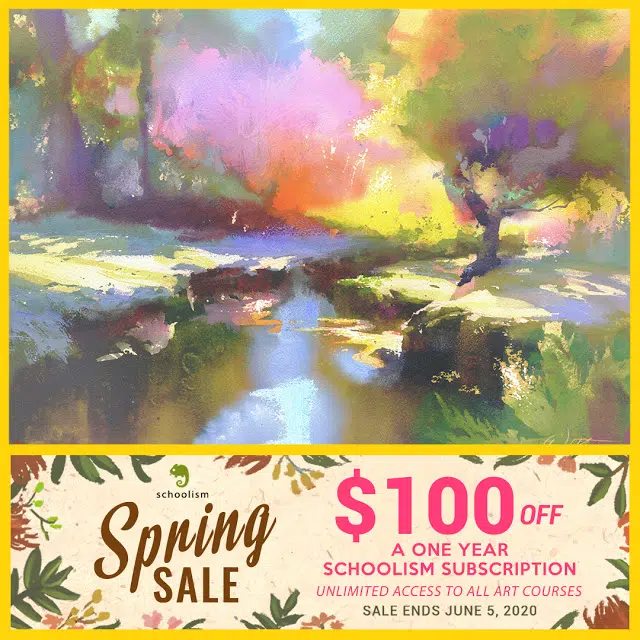 schoolism
Spring
SALE
$100 OFF
A ONE YEAR
SCHOOLISM SUBSCRIPTION
UNLIMITED ACCESS TO ALL ART COURSES
SALE ENDS JUNE 5, 2020